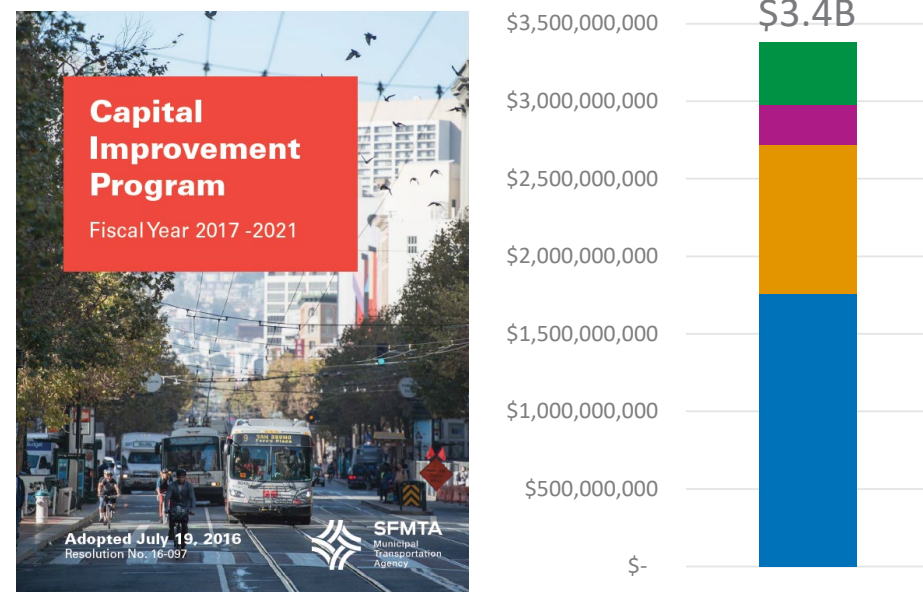 Capital
Improvement
Program
Fiscal Year 2017 -2021
9 SAN BRUNO
Adopted July 19, 2016
Resolution No. 16-097
SFMTA
Municipal
Transportation
Agency
$3.4B
$3,500,000,000
$3,000,000,000
$2,500,000,000
$2,000,000,000
$1,500,000,000
$1,000,000,000
$500,000,000
$-